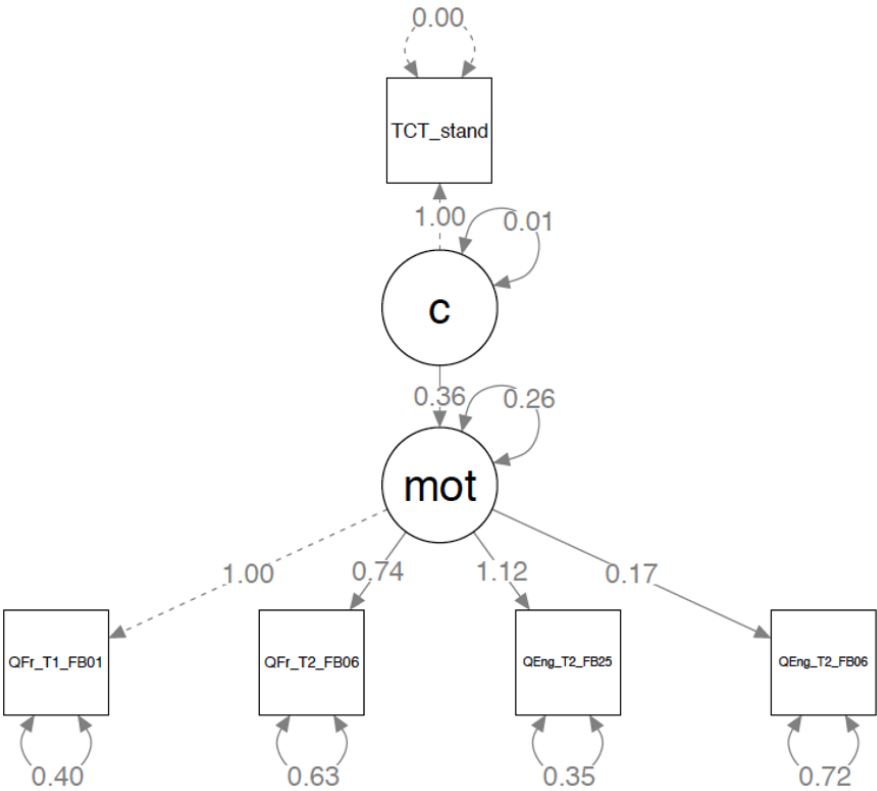 0.00
TCT_stand
1.00
0.01
c
0.36
0.26
mot
1.00
0.74
1.12
0.17
QFr_T1_FB01
QFr_T2_FB06
QEng_T2_FB25
QEng_T2_FB06
0.40
0.63
0.35
0.72